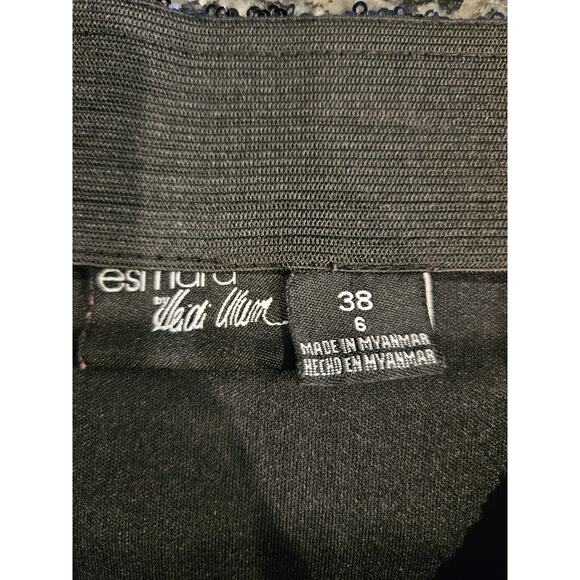 esmara
by Heidi Klum
38
6
MADE IN MYANMAR
HECHO EN MYANMAR